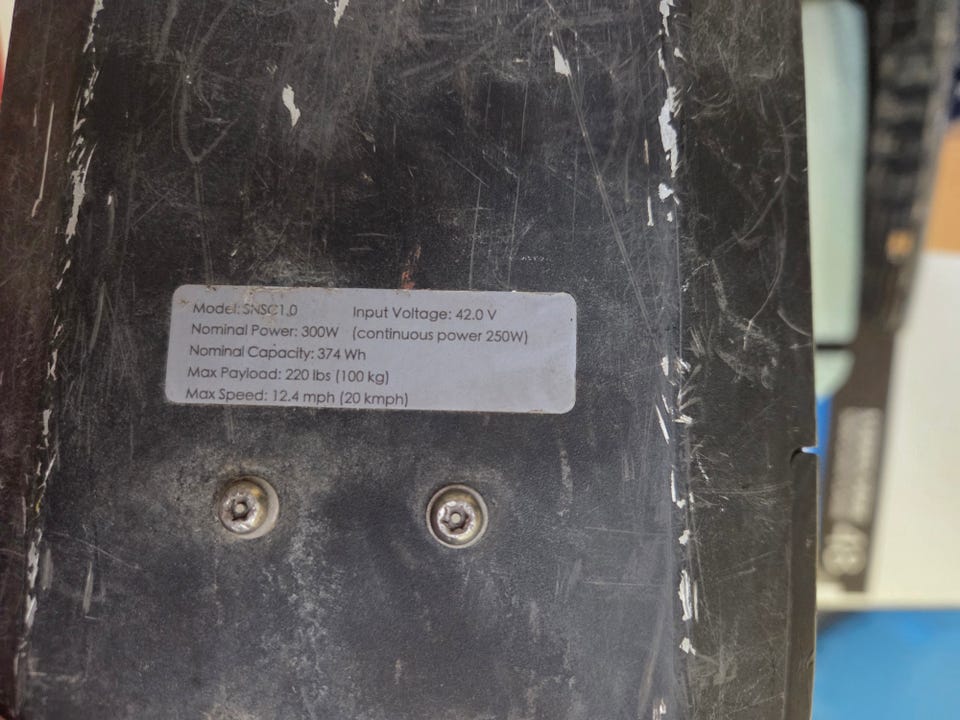 Model: SNSC1.0 Input Voltage: 42.0 V
Nominal Power: 300W (continuous power 250W)
Nominal Capacity: 374 Wh
Max Payload: 220 lbs (100 kg)
Max Speed: 12.4 mph (20 kmph)